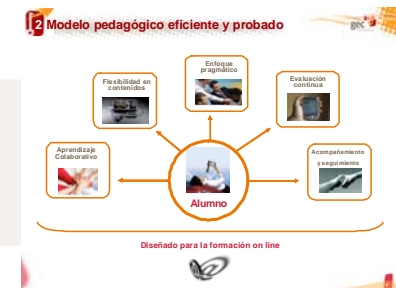 2 Modelo pedagógico eficiente y probado
gec
Enfoque
pragmático
Flexibilidad en
contenidos
Evaluación
continua
Aprendizaje
Colaborativo
Acompañamiento
y seguimiento
Alumno
Diseñado para la formación on line